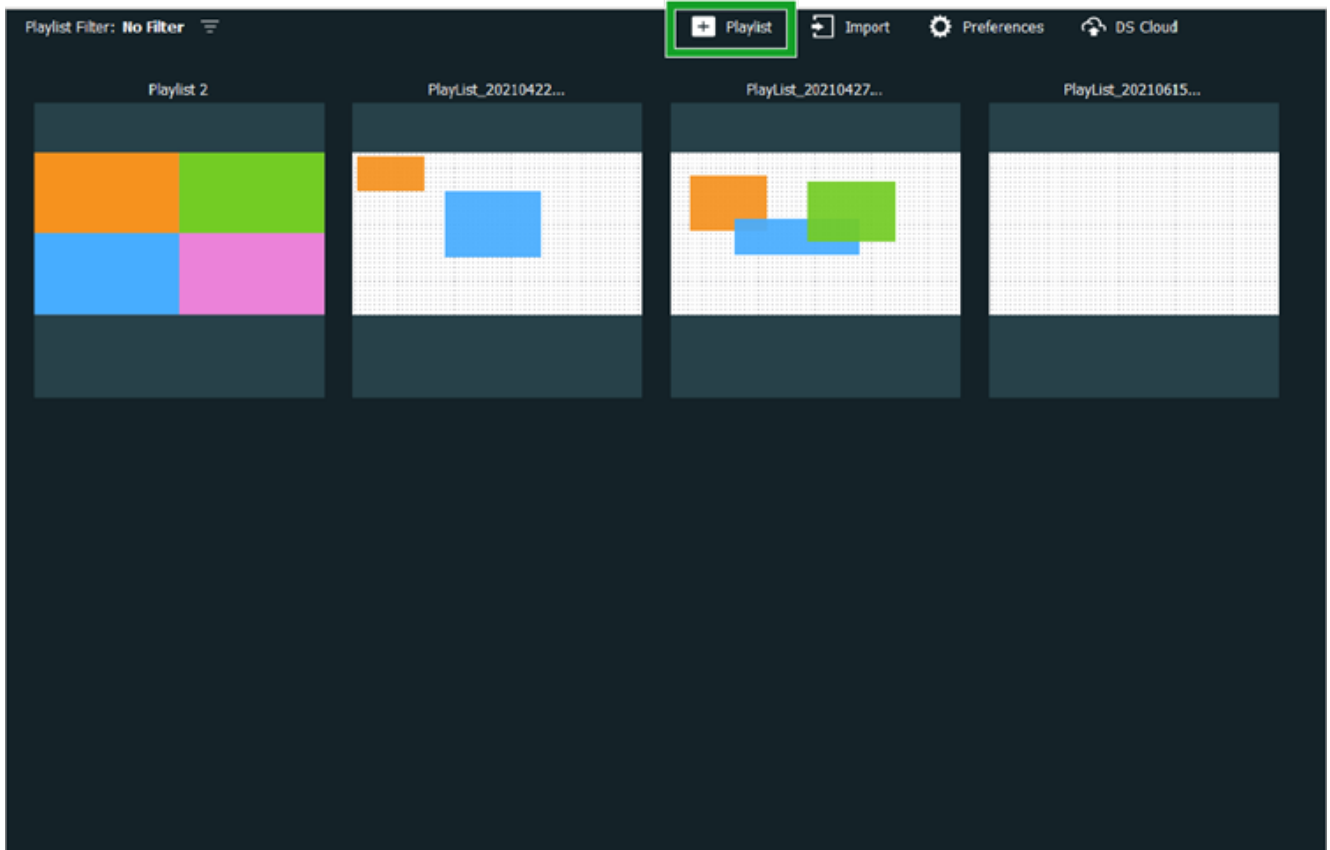 Playlist Filter: No Filter
Playlist
Import
Preferences
DS Cloud
Playlist 2
PlayList_20210422...
PlayList_20210427...
PlayList_20210615...